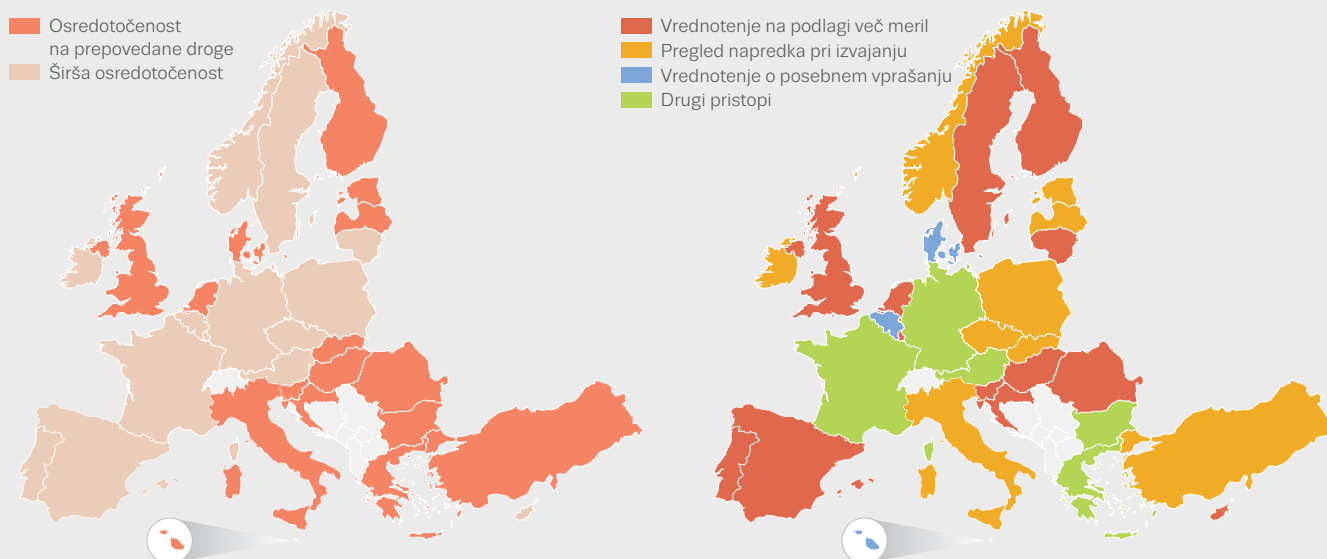 Osredotočenost
na prepovedane droge
Širša osredotočenost
Vrednotenje na podlagi več meril
Pregled napredka pri izvajanju
Vrednotenje o posebnem vprašanju
Drugi pristopi